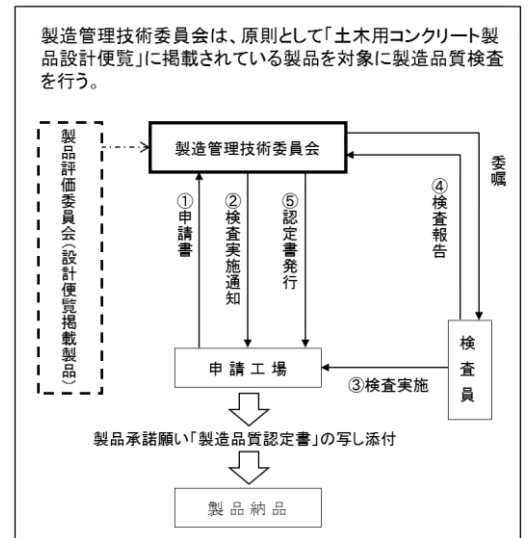 製造管理技術委員会は、原則として「土木用コンクリート製
品設計便覧」に掲載されている製品を対象に製造品質検査
を行う。
製品評価委員会(設計便覧掲載製品)
製造管理技術委員会
①申請書
②検査実施通知
⑤認定書発行
④検査報告
委嘱
申請工場
③検査実施
検査員
製品承諾願い「製造品質認定書」の写し添付
製品納品